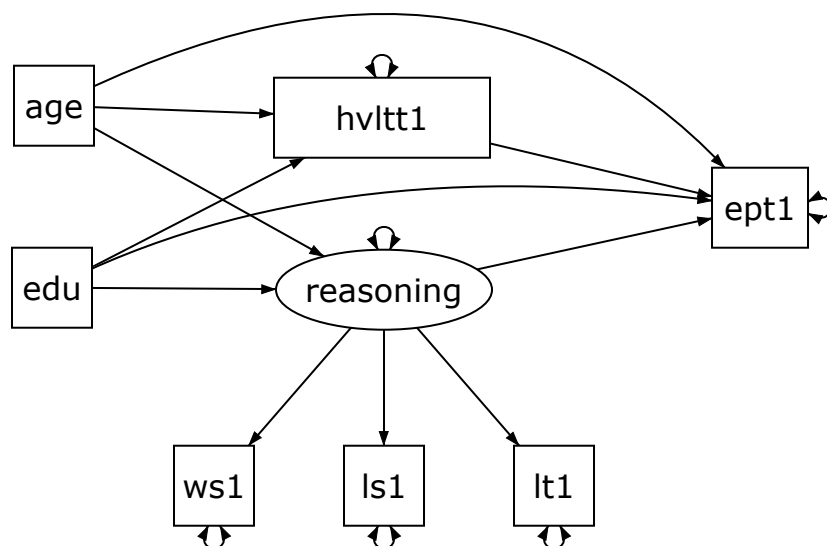 age
hvltt1
ept1
edu
reasoning
ws1
ls1
lt1